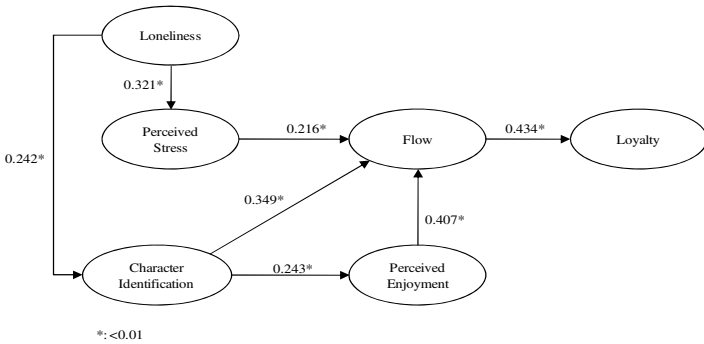 Loneliness
0.321*
Perceived
Stress
0.216*
Flow
0.434*
Loyalty
0.242*
0.349*
0.407*
Character
Identification
0.243*
Perceived
Enjoyment
*: <0.01